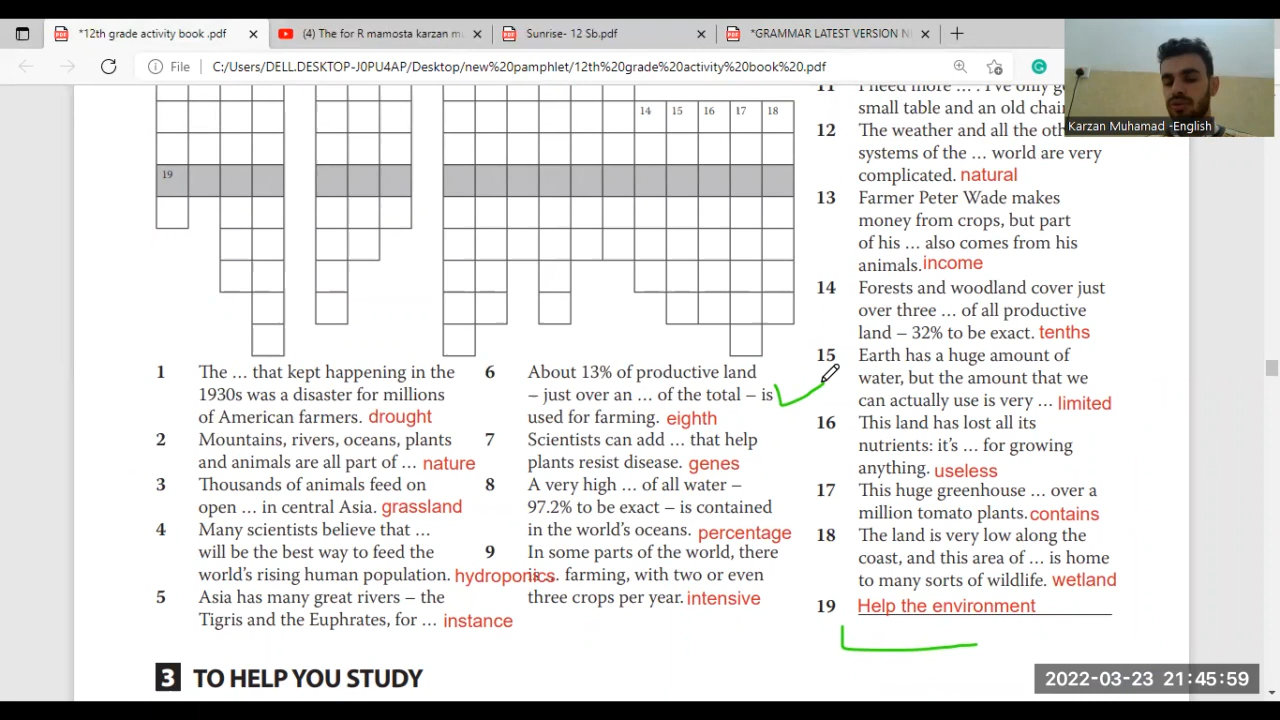 *12th grade activity book .pdf
(4) The for R mamosta karzan m
Sunrise- 12 Sb.pdf
*GRAMMAR LATEST VERSION N
File
C:/Users/DELL.DESKTOP-J0PU4AP/Desktop/new%20pamphlet/12th%20grade%20activity%20book%20.pdf
Karzan Muhamad -English
14 15 16 17 18
19
1 The ... that kept happening in the
1930s was a disaster for millions
of American farmers. drought
2 Mountains, rivers, oceans, plants
and animals are all part of ... nature
3 Thousands of animals feed on
open ... in central Asia. grassland
4 Many scientists believe that ...
will be the best way to feed the
world's rising human population. hydroponics
5 Asia has many great rivers – the
Tigris and the Euphrates, for ... instance
6 About 13% of productive land
– just over an ... of the total – is
used for farming. eighth
7 Scientists can add ... that help
plants resist disease. genes
8 A very high ... of all water –
97.2% to be exact – is contained
in the world's oceans. percentage
9 In some parts of the world, there
... farming, with two or even
three crops per year. intensive
11 I need more ... . I've only g
small table and an old chai
12 The weather and all the oth
systems of the ... world are very
complicated. natural
13 Farmer Peter Wade makes
money from crops, but part
of his ... also comes from his
animals. income
14 Forests and woodland cover just
over three ... of all productive
land – 32% to be exact. tenths
15 Earth has a huge amount of
water, but the amount that we
can actually use is very ... limited
16 This land has lost all its
nutrients: it's ... for growing
anything. useless
17 This huge greenhouse ... over a
million tomato plants. contains
18 The land is very low along the
coast, and this area of ... is home
to many sorts of wildlife. wetland
19 Help the environment
3 TO HELP YOU STUDY
2022-03-23 21:45:59